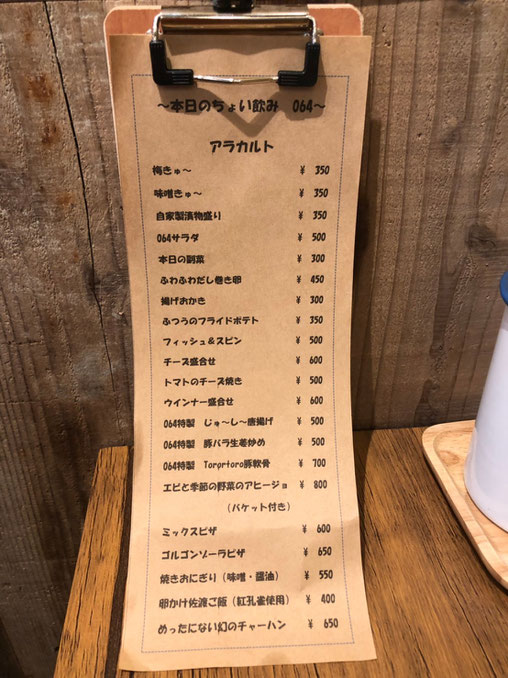 ～本日のちょい飲み 064～
アラカルト
梅きゅ～ ¥ 350
味噌きゅ～ ¥ 350
自家製漬物盛り ¥ 350
064サラダ ¥ 500
本日の副菜 ¥ 300
ふわふわだし巻き卵 ¥ 450
揚げおかき ¥ 300
ふつうのフライドポテト ¥ 350
フィッシュ＆スピン ¥ 500
チーズ盛合せ ¥ 600
トマトのチーズ焼き ¥ 500
ウインナー盛合せ ¥ 600
064特製 じゅ～し～唐揚げ ¥ 500
064特製 豚バラ生姜炒め ¥ 500
064特製 Torortoro豚軟骨 ¥ 700
エビと季節の野菜のアヒージョ ¥ 800
（バケット付き）
ミックスピザ ¥ 600
ゴルゴンゾーラピザ ¥ 650
焼きおにぎり（味噌・醤油） ¥ 550
卵かけ佐渡ご飯（紅孔雀使用） ¥ 400
めったにない幻のチャーハン ¥ 650